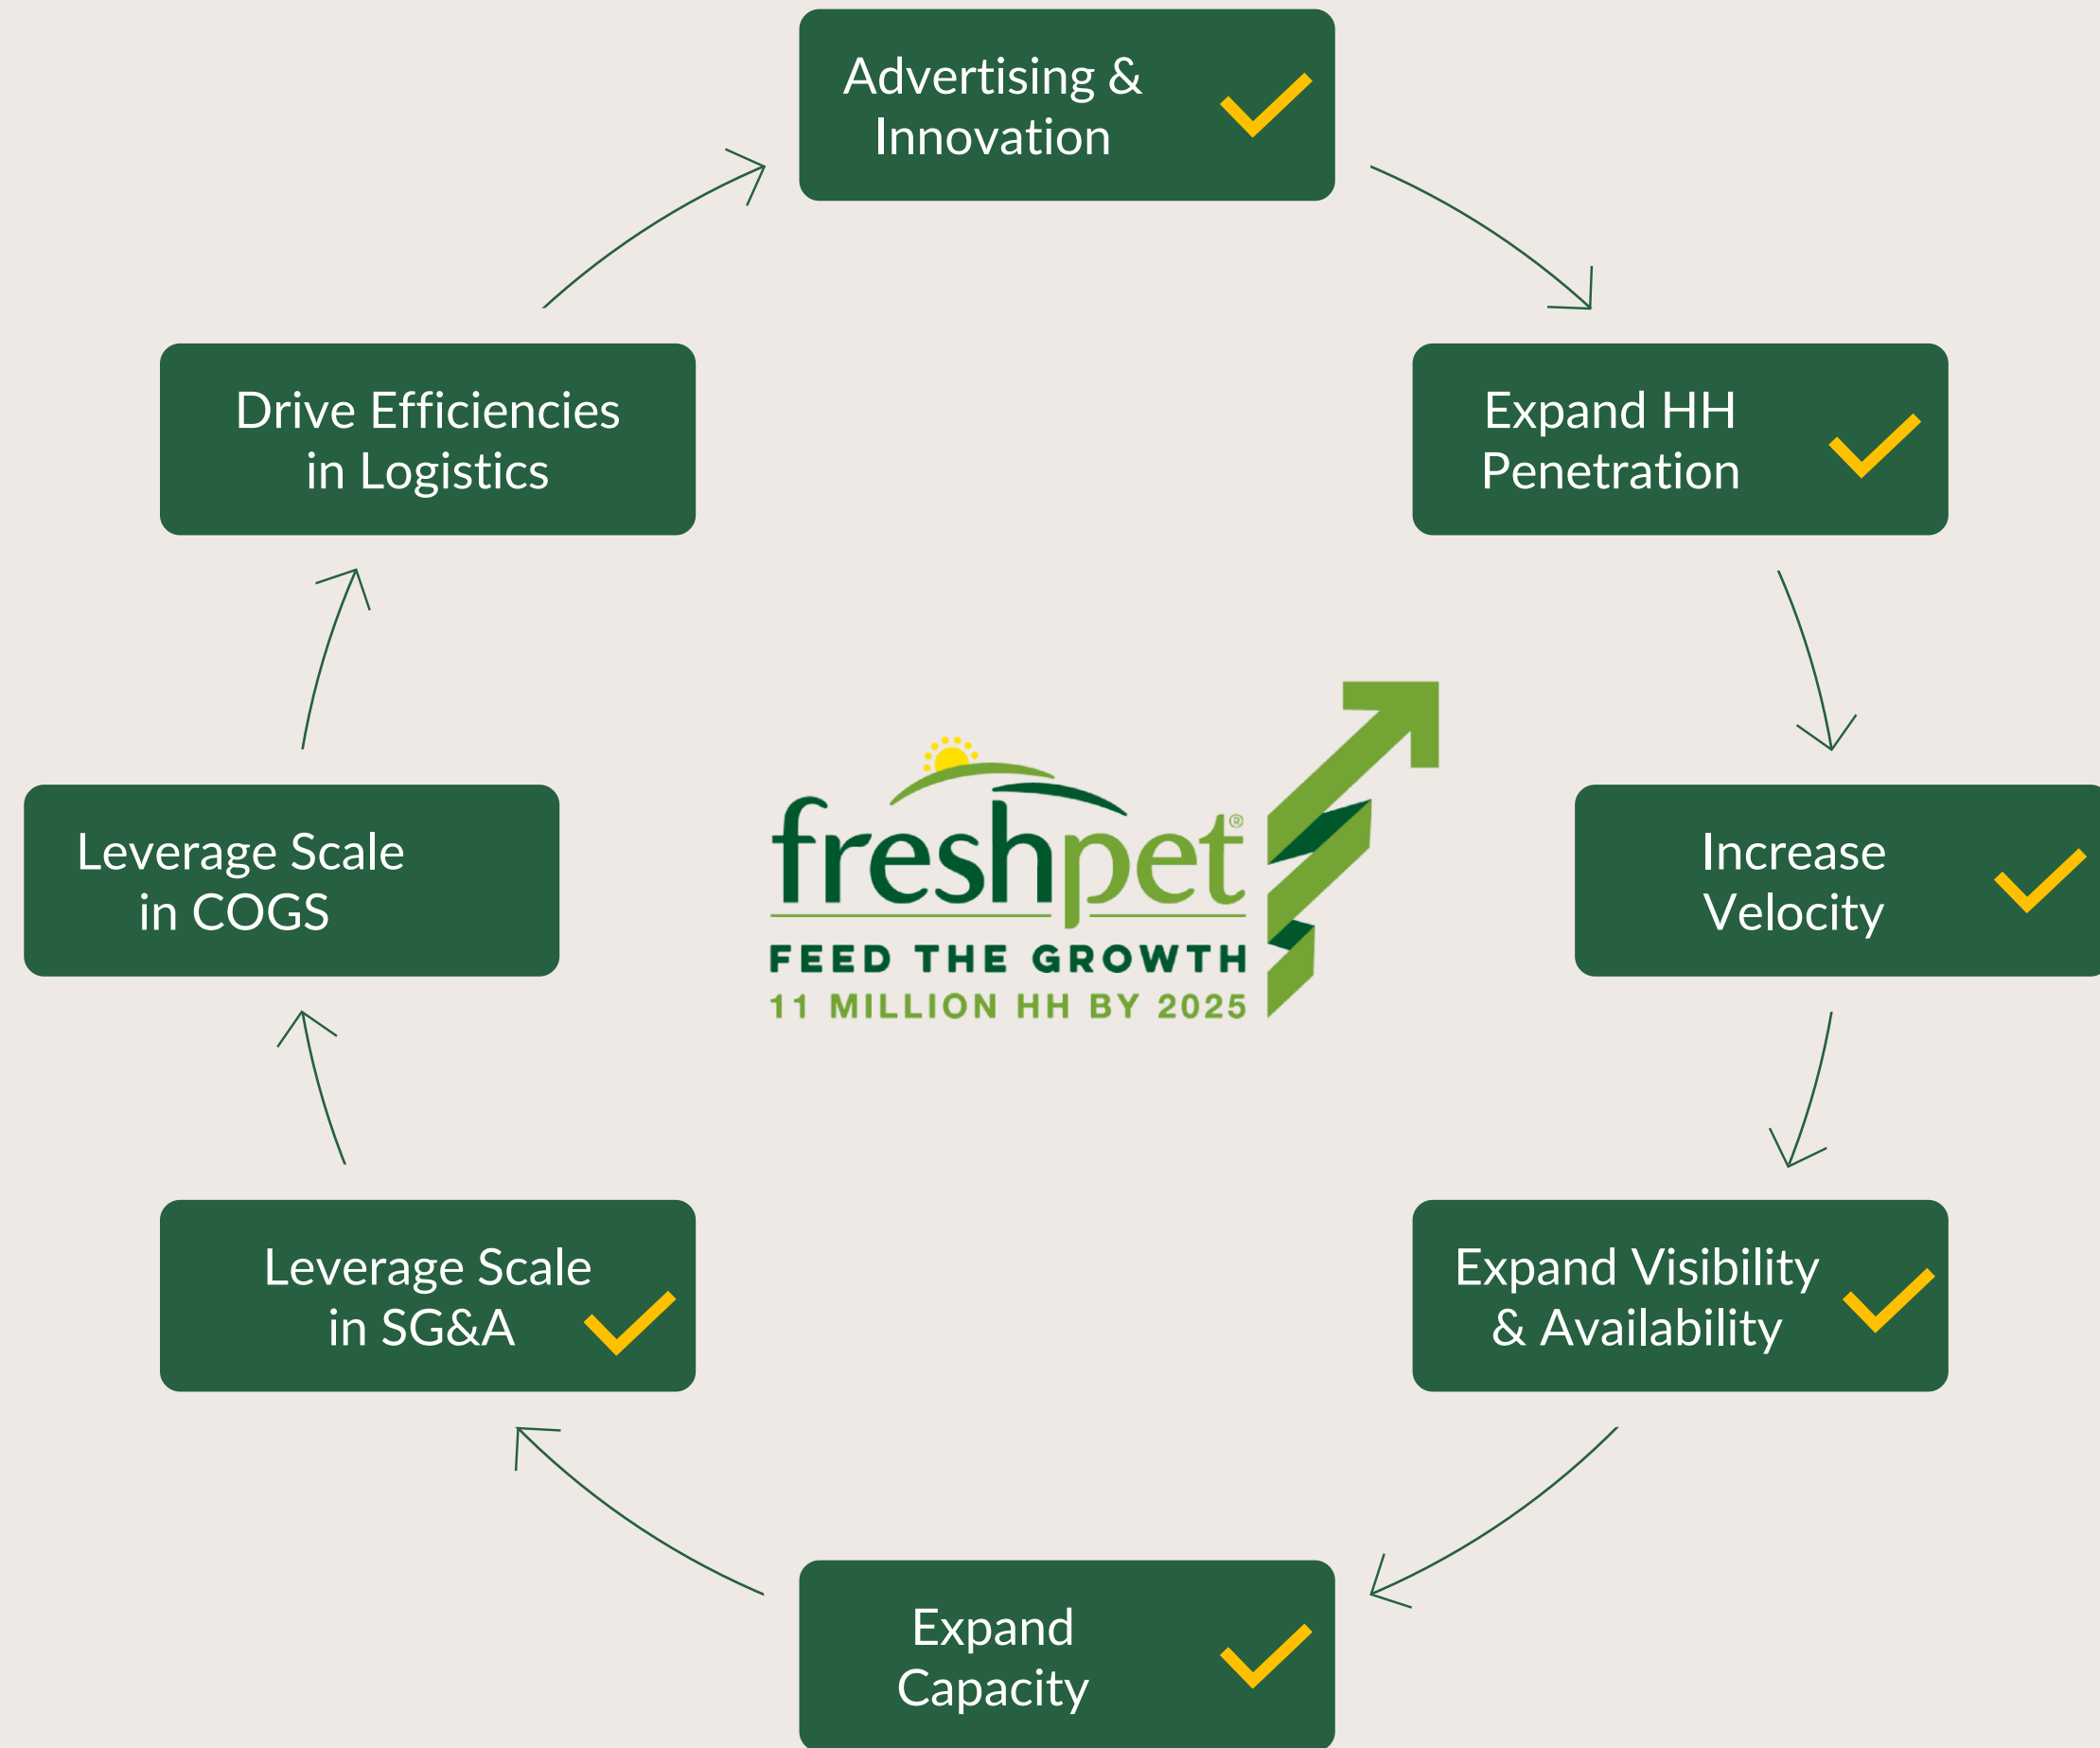 Advertising &
Innovation
Expand HH
Penetration
Increase
Velocity
Expand Visibility
& Availability
Expand
Capacity
Leverage Scale
in SG&A
Leverage Scale
in COGS
Drive Efficiencies
in Logistics
freshpet®
FEED THE GROWTH
11 MILLION HH BY 2025